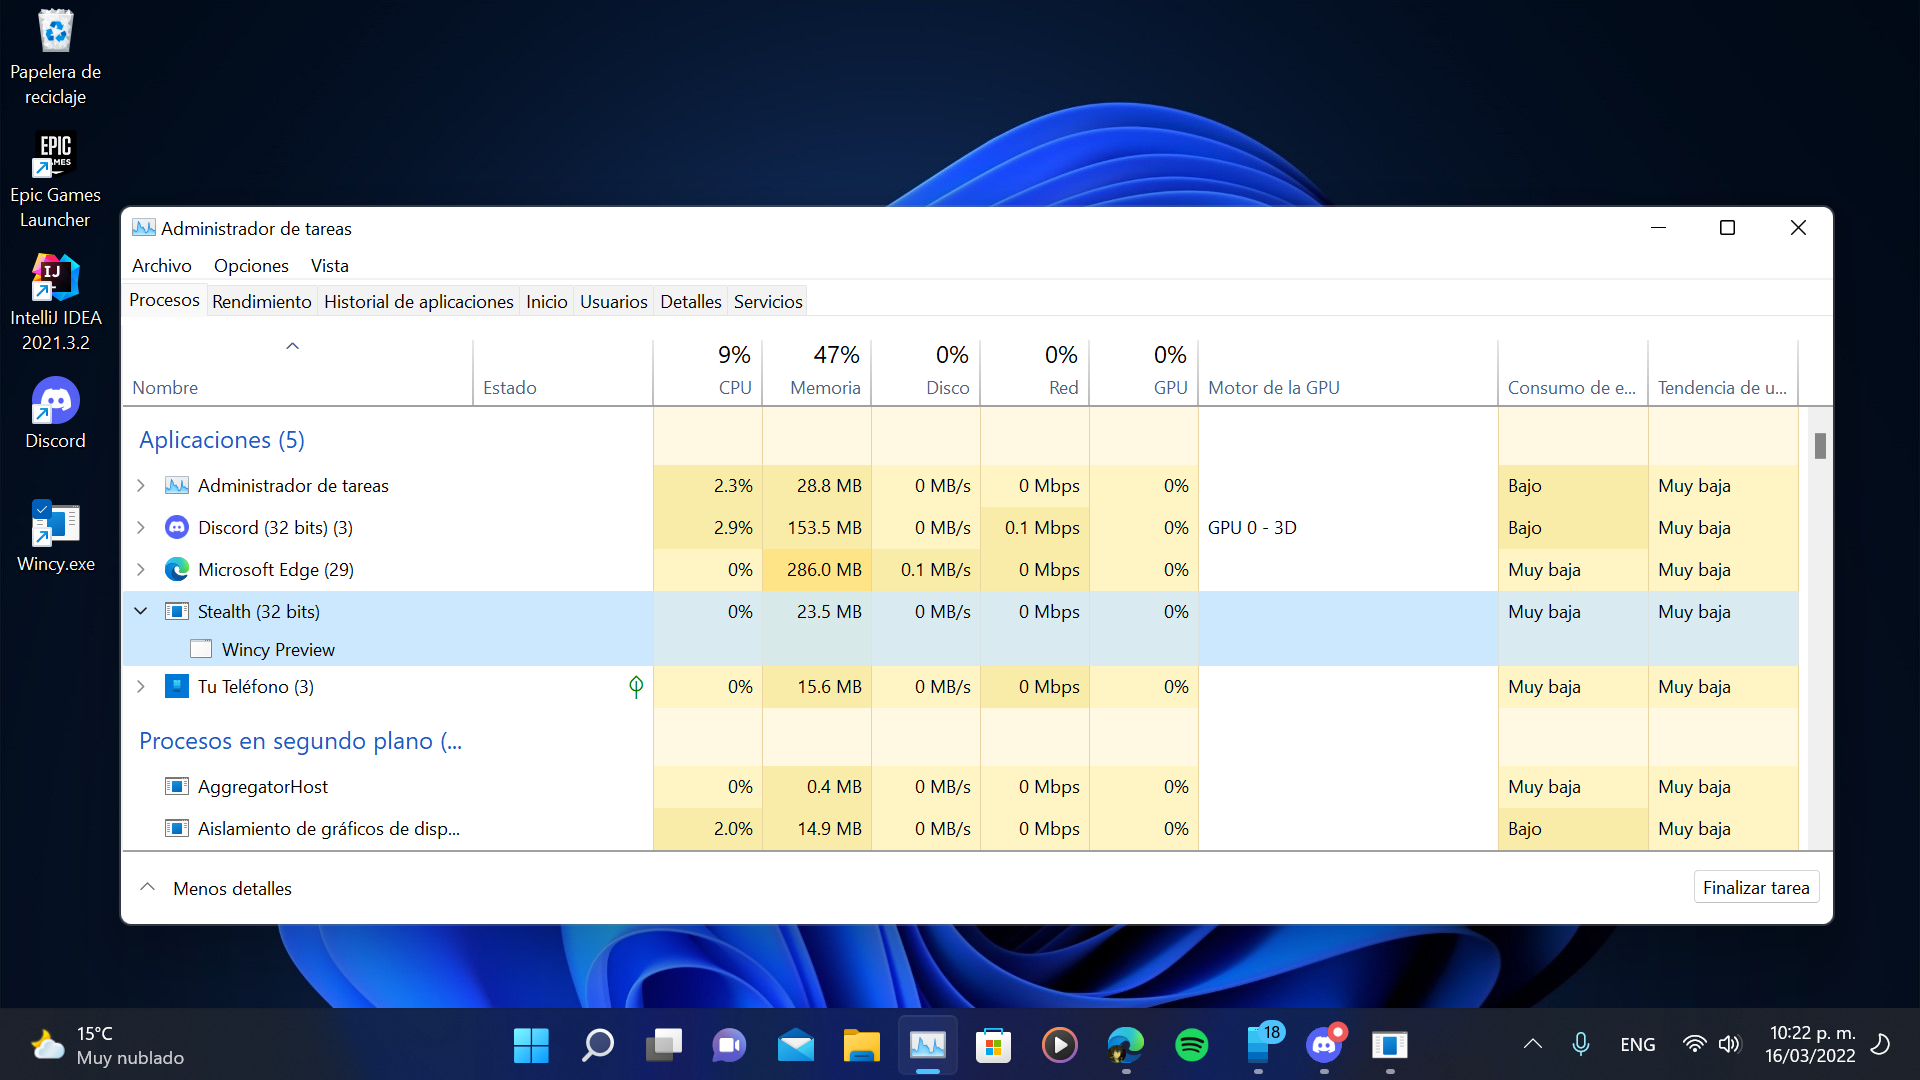 Papelera de
reciclaje
EPIC
Epic Games
Launcher
IJ
IntelliJ IDEA
2021.3.2
Discord
Wincy.exe
Administrador de tareas
Archivo Opciones Vista
Procesos Rendimiento Historial de aplicaciones Inicio Usuarios Detalles Servicios
9% 47% 0% 0% 0%
Nombre Estado CPU Memoria Disco Red GPU Motor de la GPU Consumo de e... Tendencia de u...
Aplicaciones (5)
Administrador de tareas 2.3% 28.8 MB 0 MB/s 0 Mbps 0% Bajo Muy baja
Discord (32 bits) (3) 2.9% 153.5 MB 0 MB/s 0.1 Mbps 0% GPU 0 - 3D Bajo Muy baja
Microsoft Edge (29) 0% 286.0 MB 0.1 MB/s 0 Mbps 0% Muy baja Muy baja
Stealth (32 bits) 0% 23.5 MB 0 MB/s 0 Mbps 0% Muy baja Muy baja
Wincy Preview
Tu Teléfono (3) 0% 15.6 MB 0 MB/s 0 Mbps 0% Muy baja Muy baja
Procesos en segundo plano (...
AggregatorHost 0% 0.4 MB 0 MB/s 0 Mbps 0% Muy baja Muy baja
Aislamiento de gráficos de disp... 2.0% 14.9 MB 0 MB/s 0 Mbps 0% Bajo Muy baja
Menos detalles Finalizar tarea
15°C
Muy nublado
18
ENG
10:22 p. m.
16/03/2022